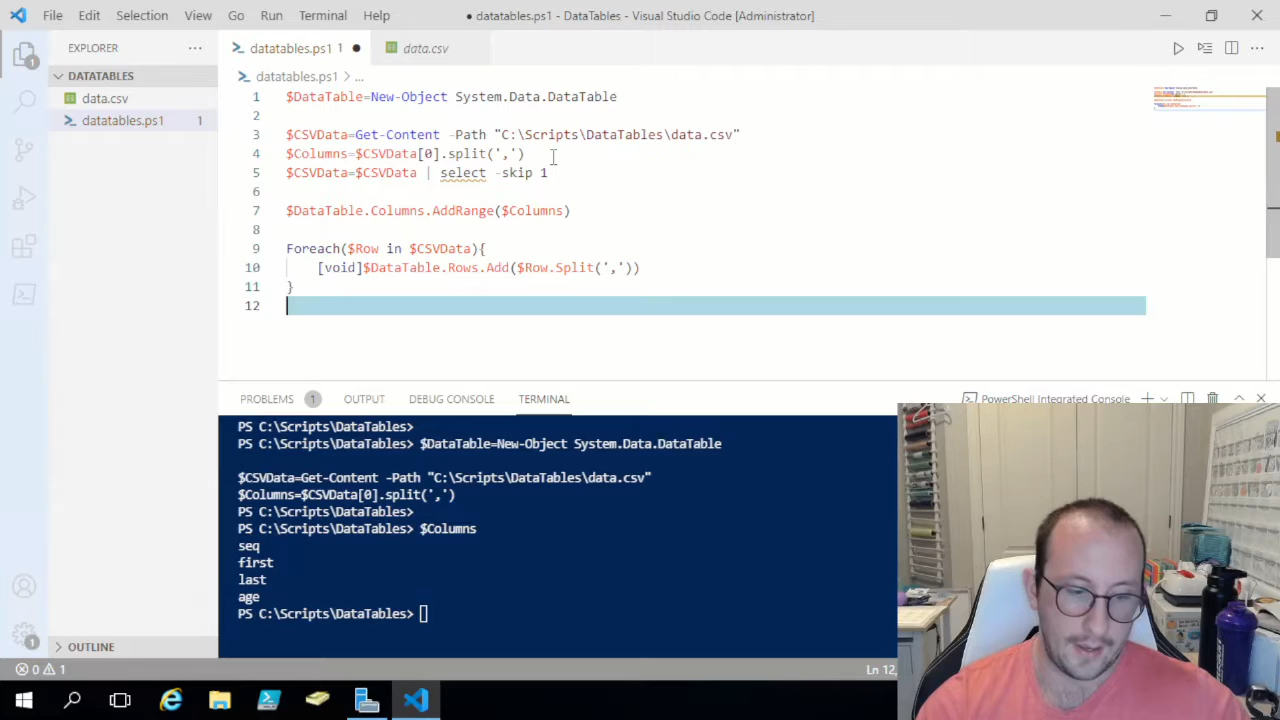 File Edit Selection View Go Run Terminal Help
● datatables.ps1 - DataTables - Visual Studio Code [Administrator]
EXPLORER
datatables.ps1 1
data.csv
DATATABLES
datatables.ps1 > ...
data.csv
datatables.ps1 1
1 $DataTable=New-Object System.Data.DataTable
2
3 $CSVData=Get-Content -Path "C:\Scripts\DataTables\data.csv"
4 $Columns=$CSVData[0].split(',')
5 $CSVData=$CSVData | select -skip 1
6
7 $DataTable.Columns.AddRange($Columns)
8
9 Foreach($Row in $CSVData){
10 [void]$DataTable.Rows.Add($Row.Split(','))
11 }
12
PROBLEMS 1 OUTPUT DEBUG CONSOLE TERMINAL
PowerShell Integrated Console
PS C:\Scripts\DataTables>
PS C:\Scripts\DataTables> $DataTable=New-Object System.Data.DataTable
$CSVData=Get-Content -Path "C:\Scripts\DataTables\data.csv"
$Columns=$CSVData[0].split(',')
PS C:\Scripts\DataTables>
PS C:\Scripts\DataTables> $Columns
seq
first
last
age
PS C:\Scripts\DataTables>
1
1
OUTLINE
0 1
Ln 12,